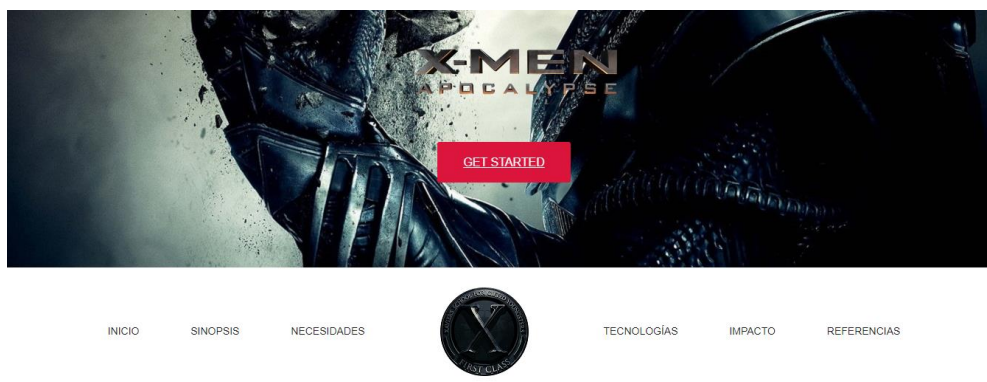 X-MEN
APOCALYPSE
GET STARTED
INICIO SINOPSIS NECESIDADES TECNOLOGÍAS IMPACTO REFERENCIAS
X
FIRST CLASS